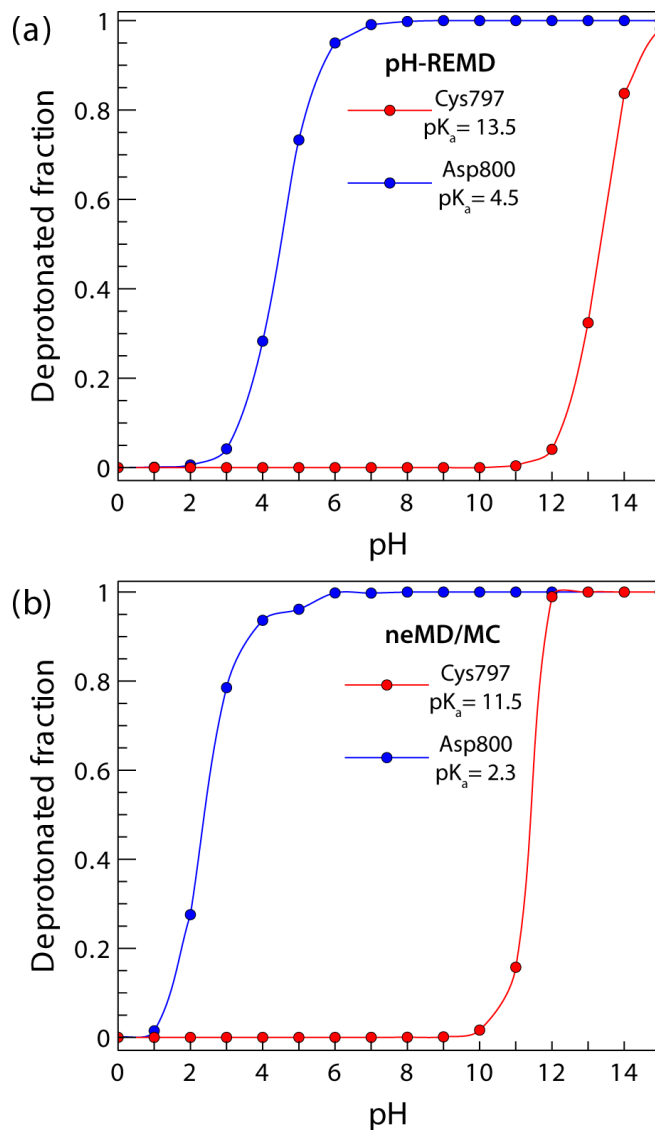 (a)
1
0.8
0.6
0.4
0.2
0
Deprotonated fraction
pH-REMD
Cys797
pKa= 13.5
Asp800
pKa= 4.5
0 2 4 6 8 10 12 14
pH
(b)
1
0.8
0.6
0.4
0.2
0
Deprotonated fraction
neMD/MC
Cys797
pKa= 11.5
Asp800
pKa= 2.3
0 2 4 6 8 10 12 14
pH